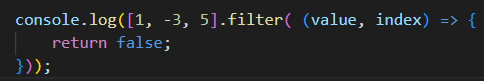 console.log([1, -3, 5].filter( (value, index) => {
    return false;
}));